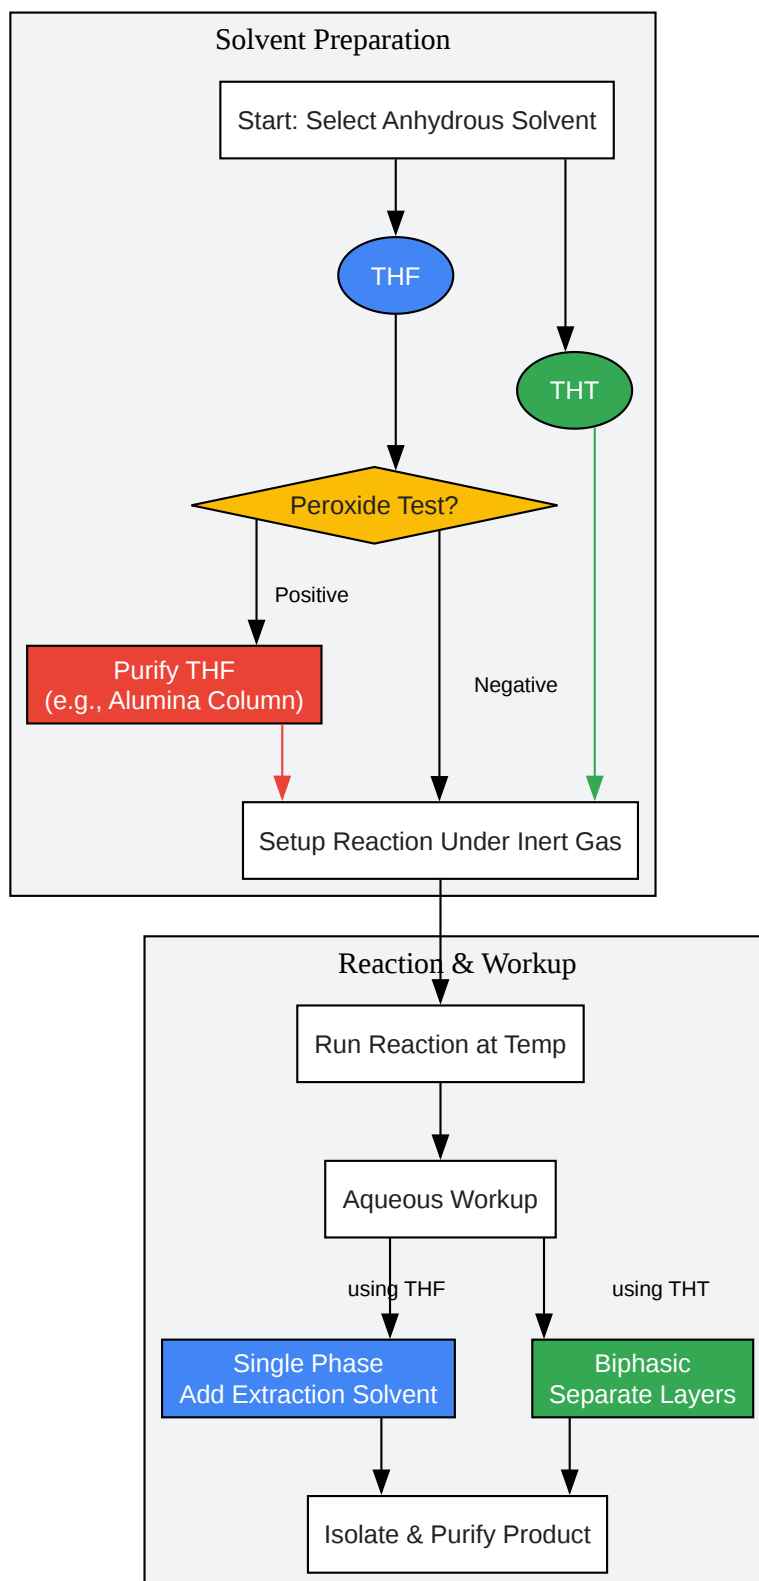 Solvent Preparation
Start: Select Anhydrous Solvent
THF
THT
Peroxide Test?
Positive
Purify THF
(e.g., Alumina Column)
Negative
Setup Reaction Under Inert Gas
Reaction & Workup
Run Reaction at Temp
Aqueous Workup
using THF
using THT
Single Phase
Add Extraction Solvent
Biphasic
Separate Layers
Isolate & Purify Product